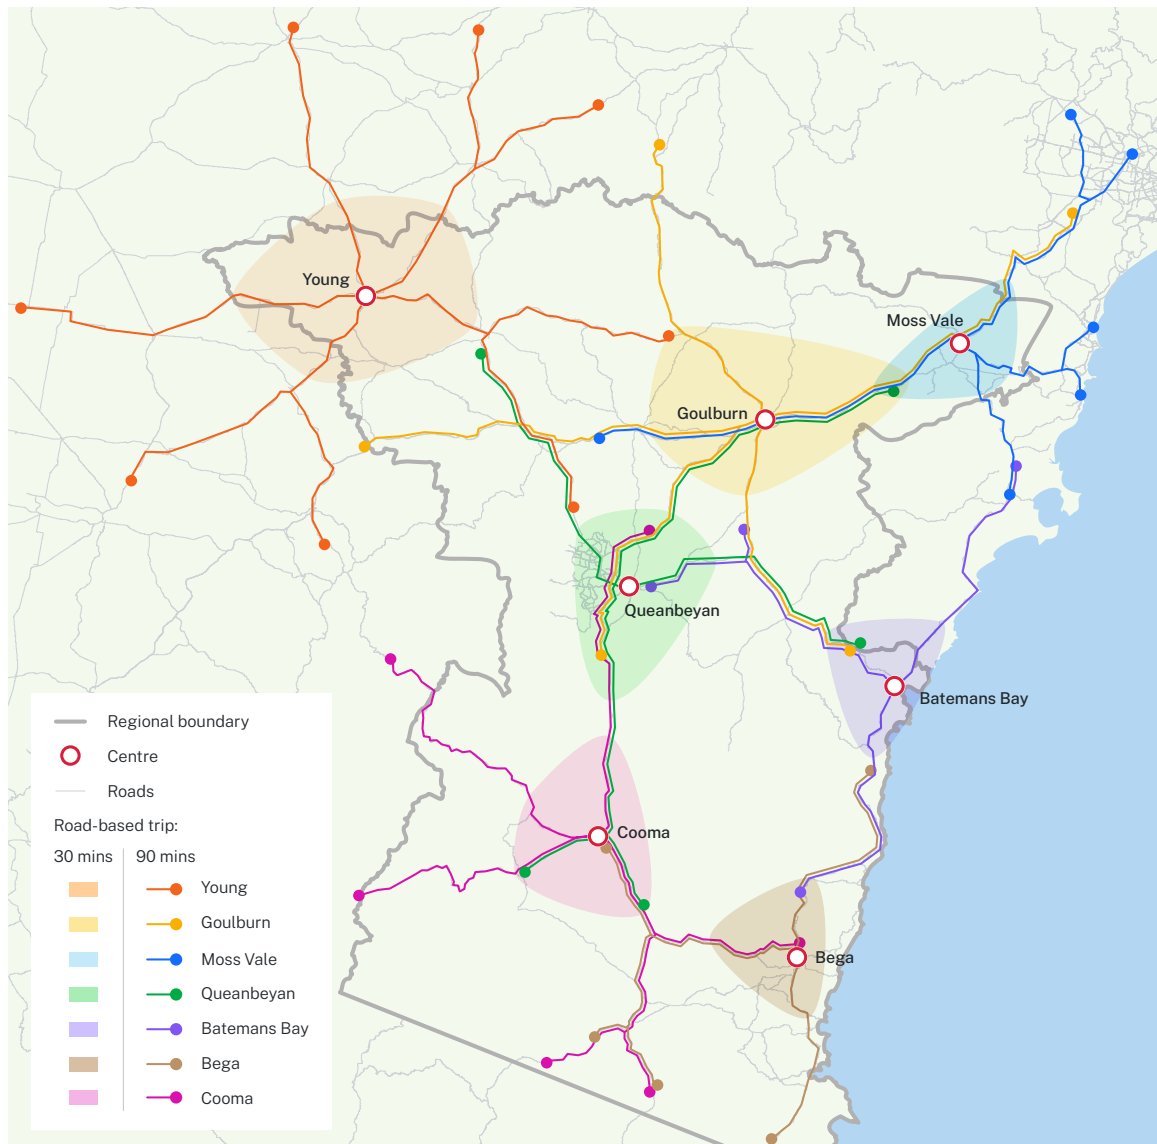 Young
Moss Vale
Goulburn
Queanbeyan
Batemans Bay
Cooma
Bega
Regional boundary
Centre
Roads
Road-based trip:
30 mins 90 mins
Young
Goulburn
Moss Vale
Queanbeyan
Batemans Bay
Bega
Cooma